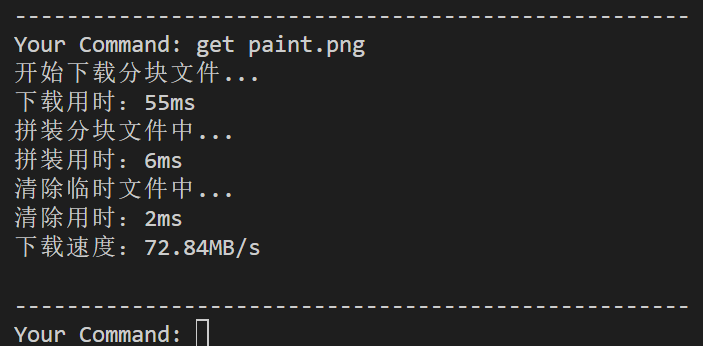 ----------------------------------------------------
Your Command: get paint.png
开始下载分块文件...
下载用时：55ms
拼装分块文件中...
拼装用时：6ms
清除临时文件中...
清除用时：2ms
下载速度：72.84MB/s
----------------------------------------------------
Your Command: